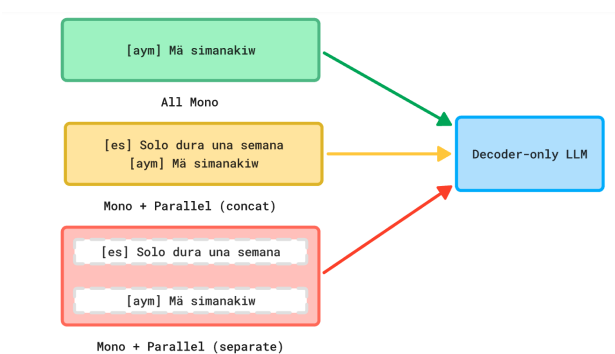 [aym] Mä simanakiw
All Mono
[es] Solo dura una semana
[aym] Mä simanakiw
Mono + Parallel (concat)
[es] Solo dura una semana
[aym] Mä simanakiw
Mono + Parallel (separate)
Decoder-only LLM